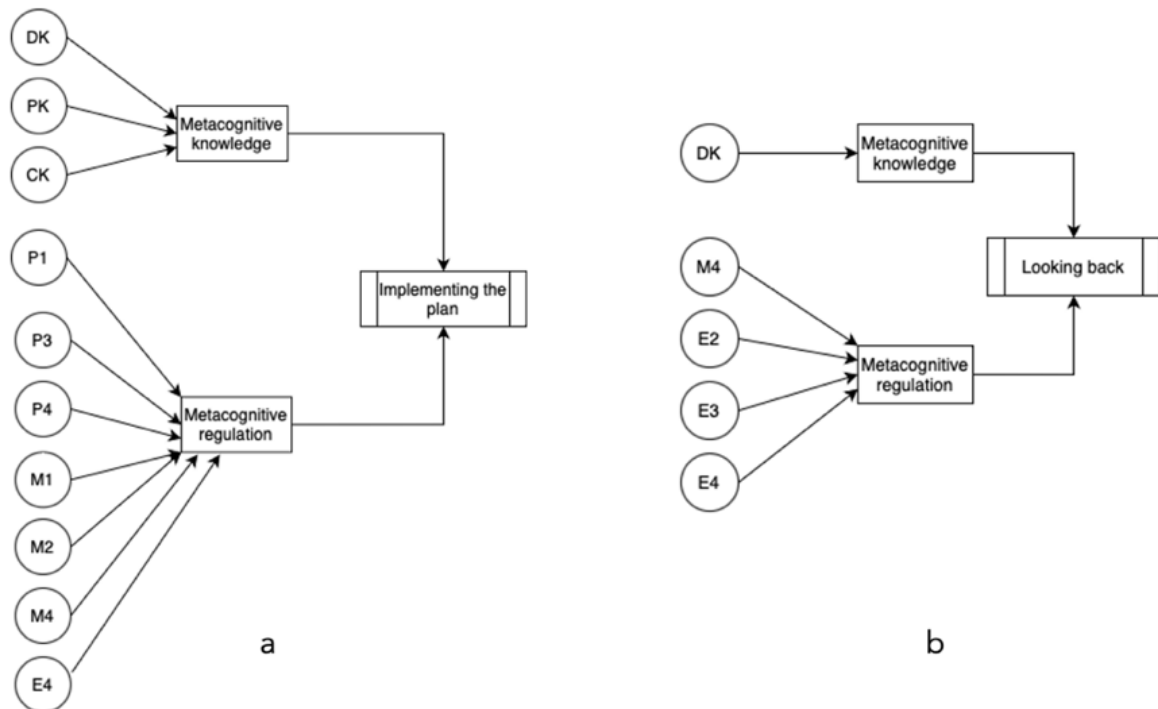 DK
PK
CK
Metacognitive
knowledge
P1
P3
P4
M1
M2
M4
E4
Metacognitive
regulation
Implementing the
plan
a
DK
Metacognitive
knowledge
M4
E2
E3
E4
Metacognitive
regulation
Looking back
b